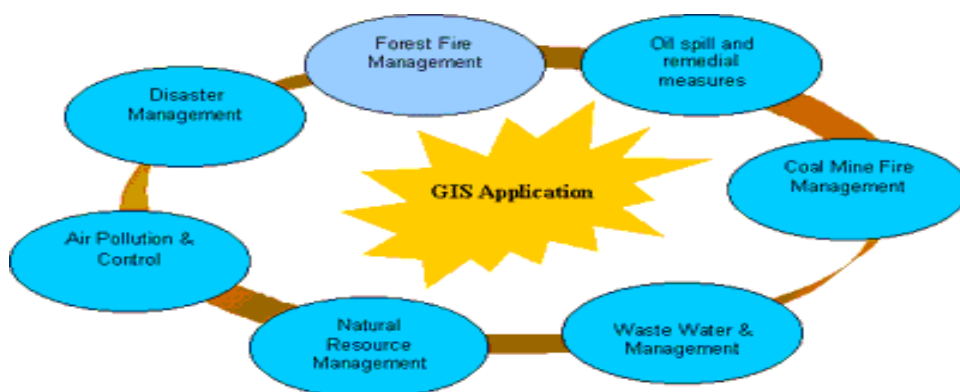 Forest Fire
Management
Oil spill and
remedial
measures
Disaster
Management
GIS Application
Coal Mine Fire
Management
Air Pollution &
Control
Natural
Resource
Management
Waste Water &
Management